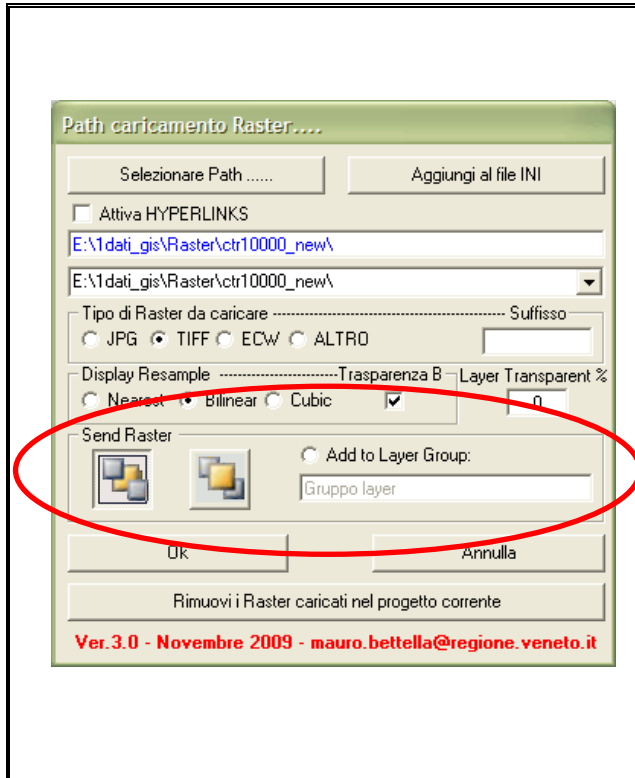 Path caricamento Raster....
Selezionare Path ...... Aggiungi al file INI
Attiva HYPERLINKS
E:\1dati_gis\Raster\ctr10000_new\
E:\1dati_gis\Raster\ctr10000_new\
Tipo di Raster da caricare ------------------------------------------------ Suffisso
JPG TIFF ECW ALTRO
Display Resample ------------------------Trasparenza B Layer Transparent %
Nearest Bilinear Cubic 0
Send Raster
Add to Layer Group:
Gruppo layer
Ok Annulla
Rimuovi i Raster caricati nel progetto corrente
Ver.3.0 - Novembre 2009 - mauro.bettella@regione.veneto.it